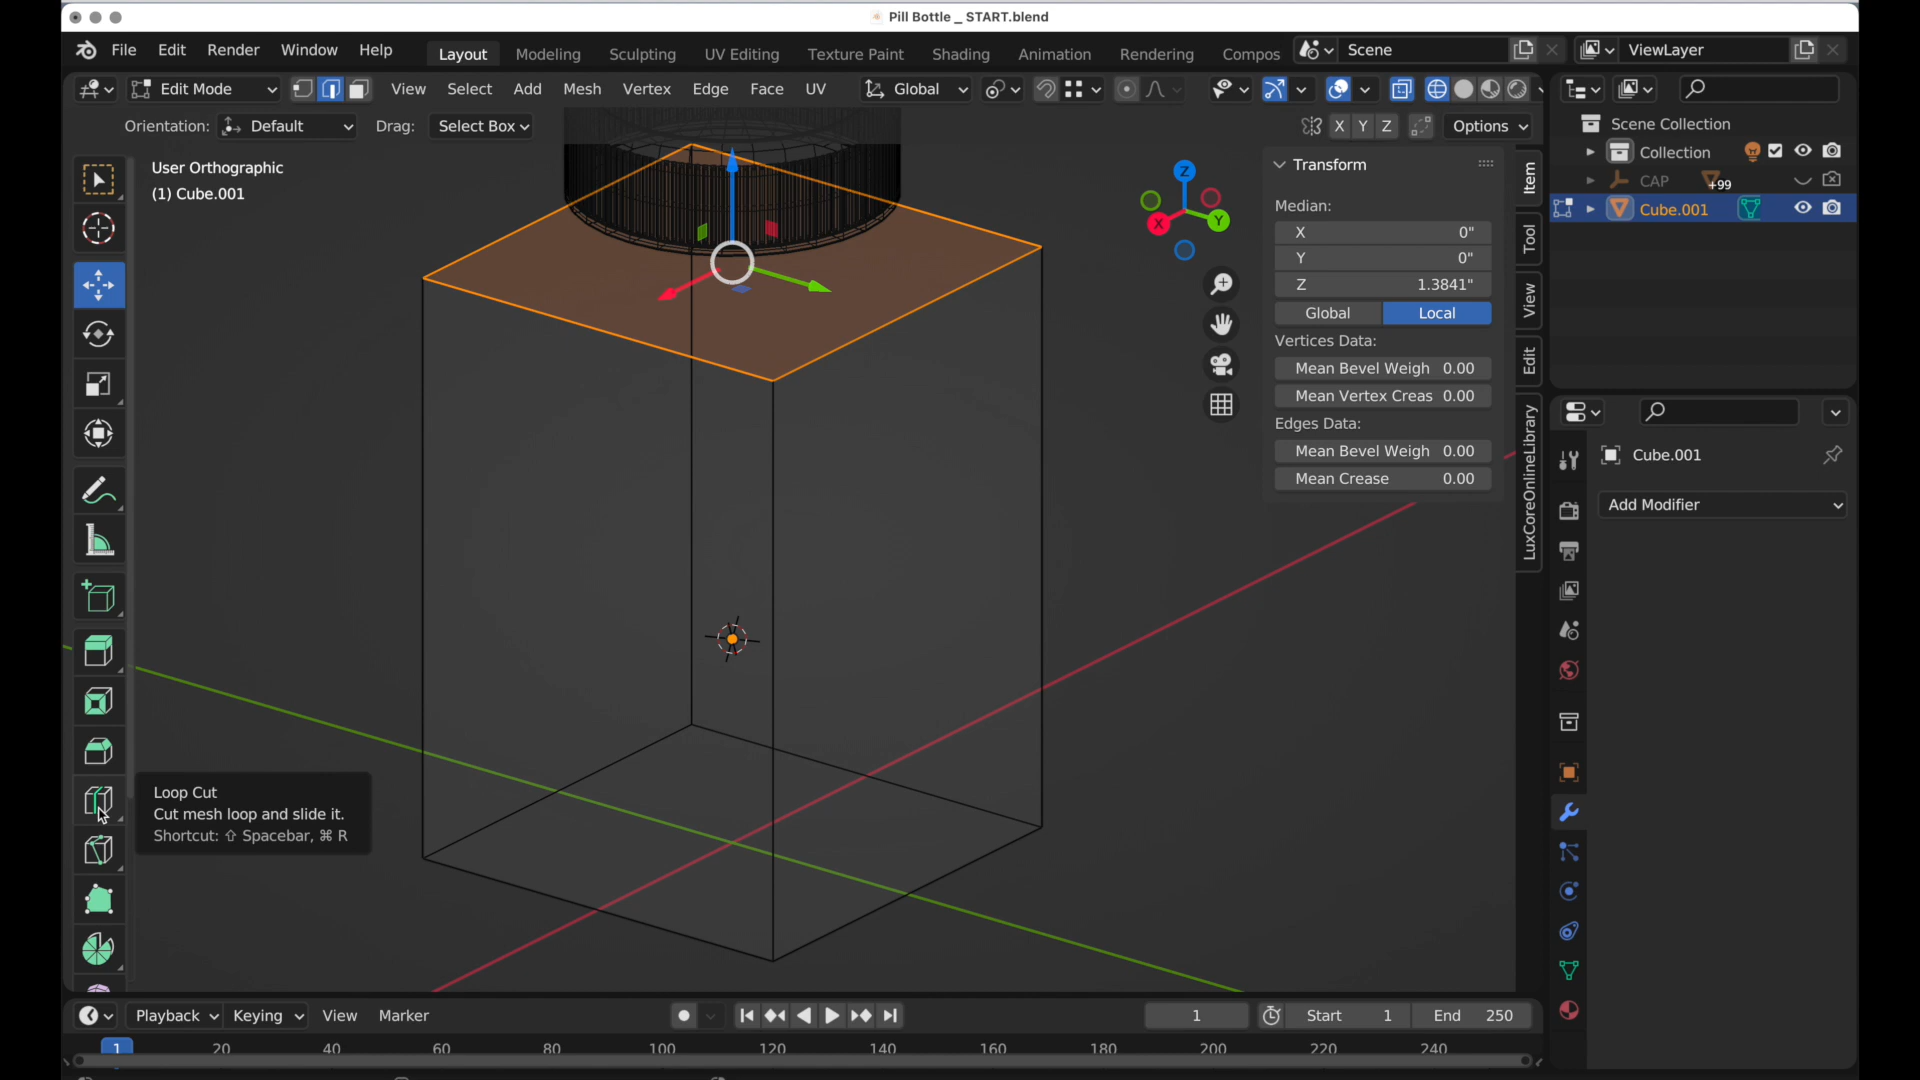 Pill Bottle _ START.blend
File Edit Render Window Help Layout Modeling Sculpting UV Editing Texture Paint Shading Animation Rendering Compos Scene ViewLayer
Edit Mode View Select Add Mesh Vertex Edge Face UV Global
Orientation: Default Drag: Select Box X Y Z Options
User Orthographic
(1) Cube.001
Z
Y
X
Transform
Median:
X 0"
Y 0"
Z 1.3841"
Global Local
Vertices Data:
Mean Bevel Weigh 0.00
Mean Vertex Creas 0.00
Edges Data:
Mean Bevel Weigh 0.00
Mean Crease 0.00
Item
Tool
View
Edit
LuxCoreOnlineLibrary
Scene Collection
Collection
CAP +99
Cube.001
Cube.001
Add Modifier
Loop Cut
Cut mesh loop and slide it.
Shortcut: ⇧ Spacebar, ⌘ R
Playback Keying View Marker 1 Start 1 End 250
1 20 40 60 80 100 120 140 160 180 200 220 240